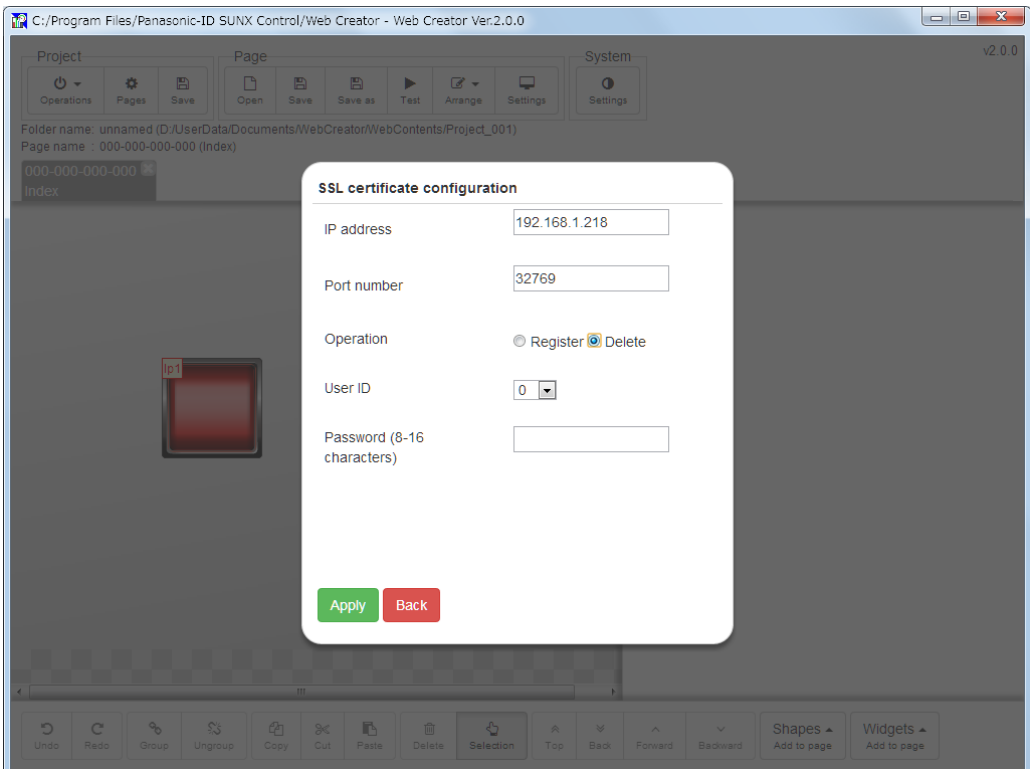 C:/Program Files/Panasonic-ID SUNX Control/Web Creator - Web Creator Ver.2.0.0
v2.0.0
Project
Page
System
Operations
Pages
Save
Open
Save
Save as
Test
Arrange
Settings
Settings
Folder name: unnamed (D:/UserData/Documents/WebCreator/WebContents/Project_001)
Page name : 000-000-000-000 (Index)
000-000-000-000
Index
lp1
SSL certificate configuration
IP address
192.168.1.218
Port number
32769
Operation
Register Delete
User ID
0
Password (8-16
characters)
Apply
Back
Undo
Redo
Group
Ungroup
Copy
Cut
Paste
Delete
Selection
Top
Back
Forward
Backward
Shapes
Add to page
Widgets
Add to page